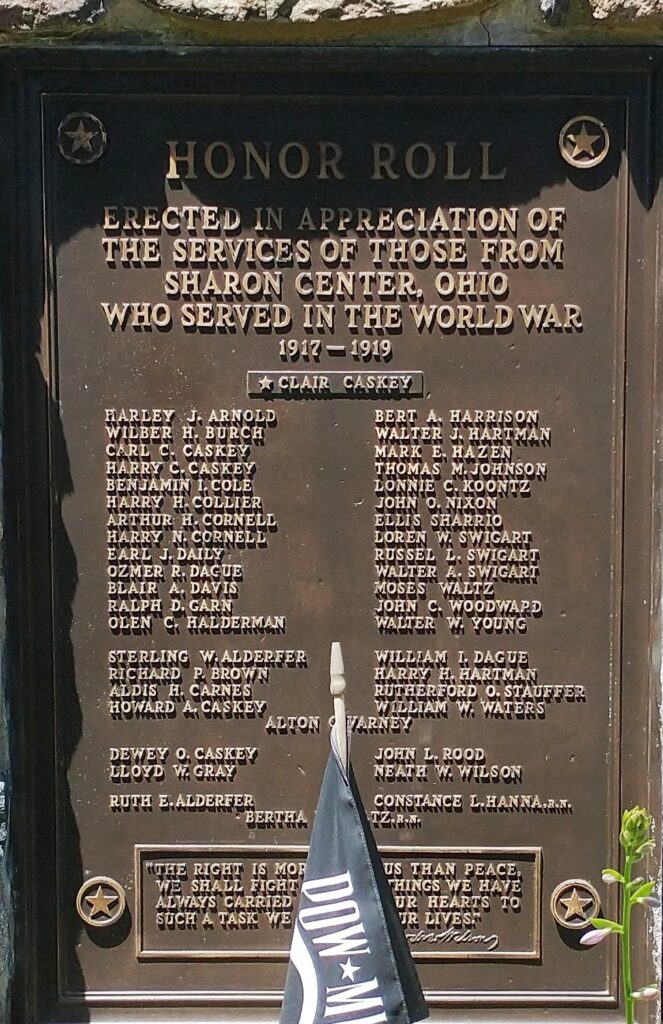 HONOR ROLL
ERECTED IN APPRECIATION OF
THE SERVICES OF THOSE FROM
SHARON CENTER, OHIO
WHO SERVED IN THE WORLD WAR
1917 — 1919
★ CLAIR CASKEY
HARLEY J. ARNOLD
WILBER H. BURCH
CARL C. CASKEY
HARRY C. CASKEY
BENJAMIN I. COLE
HARRY H. COLLIER
ARTHUR H. CORNELL
HARRY N. CORNELL
EARL J. DAILY
OZMER R. DAGUE
BLAIR A. DAVIS
RALPH D. GARN
OLEN C. HALDERMAN
BERT A. HARRISON
WALTER J. HARTMAN
MARK E. HAZEN
THOMAS M. JOHNSON
LONNIE C. KOONTZ
JOHN O. NIXON
ELLIS SHARRIO
LOREN W. SWIGART
RUSSEL L. SWIGART
WALTER A. SWIGART
MOSES WALTZ
JOHN C. WOODWARD
WALTER W. YOUNG
STERLING W. ALDERFER
RICHARD P. BROWN
ALDIS H. CARNES
HOWARD A. CASKEY
WILLIAM I. DAGUE
HARRY H. HARTMAN
RUTHERFORD O. STAUFFER
WILLIAM W. WATERS
ALTON VARNEY
DEWEY O. CASKEY
LLOYD W. GRAY
JOHN L. ROOD
NEATH W. WILSON
RUTH E. ALDERFER
CONSTANCE L. HANNA, R.N.
BERTHA TZ, R.N.
"THE RIGHT IS MOR US THAN PEACE,
WE SHALL FIGHT THINGS WE HAVE
ALWAYS CARRIED UR HEARTS TO
SUCH A TASK WE UR LIVES."
DOW ★ MI